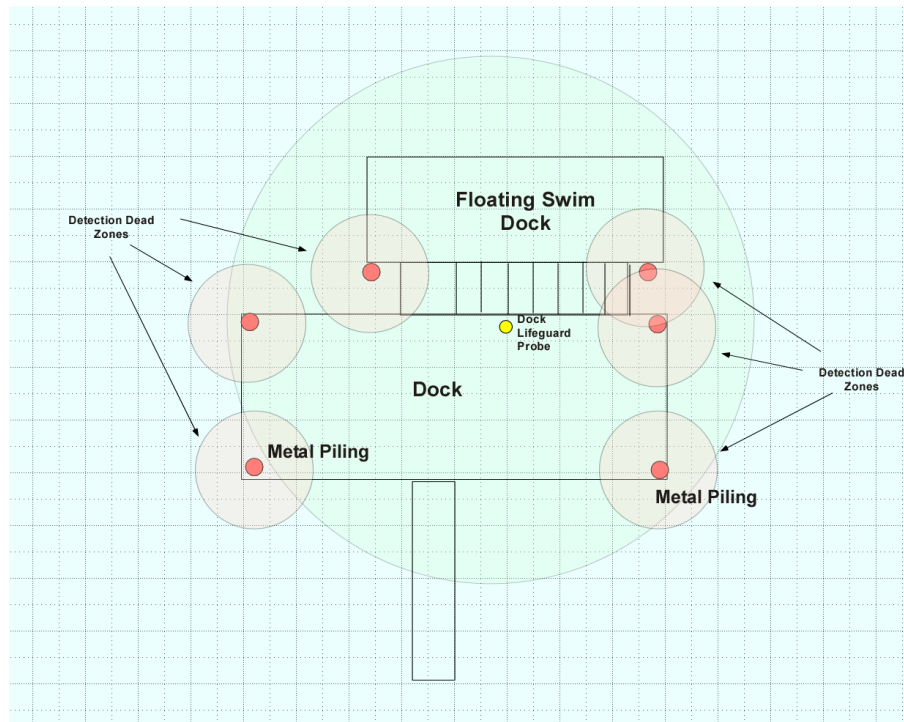 Floating Swim
Dock
Detection Dead
Zones
Dock
Lifeguard
Probe
Detection Dead
Zones
Dock
Metal Piling
Metal Piling